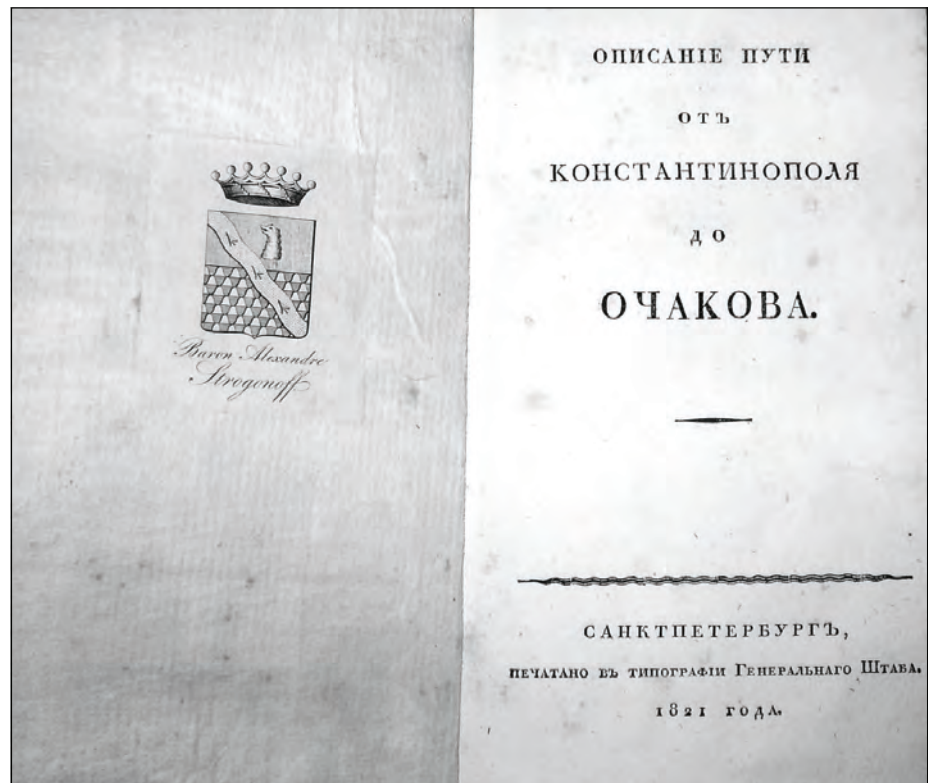 Baron Alexandre
Strogonoff
ОПИСАНІЕ ПУТИ
ОТЪ
КОНСТАНТИНОПОЛЯ
ДО
ОЧАКОВА.
САНКТПЕТЕРБУРГЪ,
ПЕЧАТАНО ВЪ ТИПОГРАФІИ ГЕНЕРАЛЬНАГО ШТАБА.
1821 ГОДА.